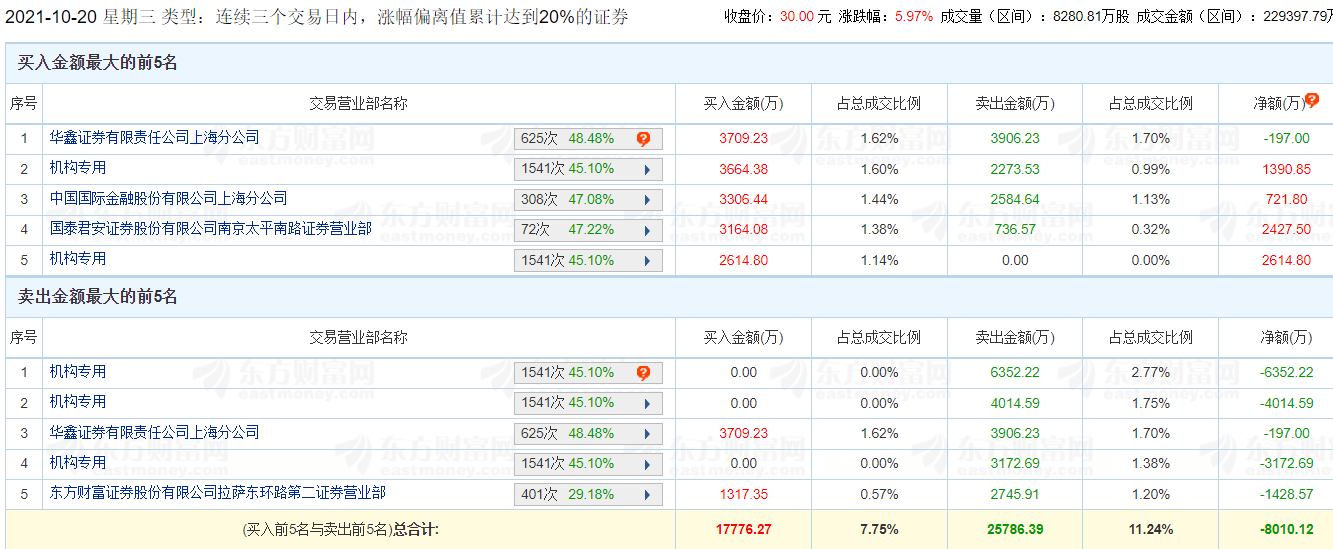 2021-10-20 星期三 类型：连续三个交易日内，涨幅偏离值累计达到20%的证券 收盘价：30.00 元 涨跌幅：5.97% 成交量（区间）：8280.81万股 成交金额（区间）：229397.79万
买入金额最大的前5名
序号 交易营业部名称 买入金额(万) 占总成交比例 卖出金额(万) 占总成交比例 净额(万)
1 华鑫证券有限责任公司上海分公司 625次 48.48% 3709.23 1.62% 3906.23 1.70% -197.00
2 机构专用 1541次 45.10% 3664.38 1.60% 2273.53 0.99% 1390.85
3 中国国际金融股份有限公司上海分公司 308次 47.08% 3306.44 1.44% 2584.64 1.13% 721.80
4 国泰君安证券股份有限公司南京太平南路证券营业部 72次 47.22% 3164.08 1.38% 736.57 0.32% 2427.50
5 机构专用 1541次 45.10% 2614.80 1.14% 0.00 0.00% 2614.80
卖出金额最大的前5名
序号 交易营业部名称 买入金额(万) 占总成交比例 卖出金额(万) 占总成交比例 净额(万)
1 机构专用 1541次 45.10% 0.00 0.00% 6352.22 2.77% -6352.22
2 机构专用 1541次 45.10% 0.00 0.00% 4014.59 1.75% -4014.59
3 华鑫证券有限责任公司上海分公司 625次 48.48% 3709.23 1.62% 3906.23 1.70% -197.00
4 机构专用 1541次 45.10% 0.00 0.00% 3172.69 1.38% -3172.69
5 东方财富证券股份有限公司拉萨东环路第二证券营业部 401次 29.18% 1317.35 0.57% 2745.91 1.20% -1428.57
(买入前5名与卖出前5名)总合计: 17776.27 7.75% 25786.39 11.24% -8010.12
东方财富网
eastmoney.com